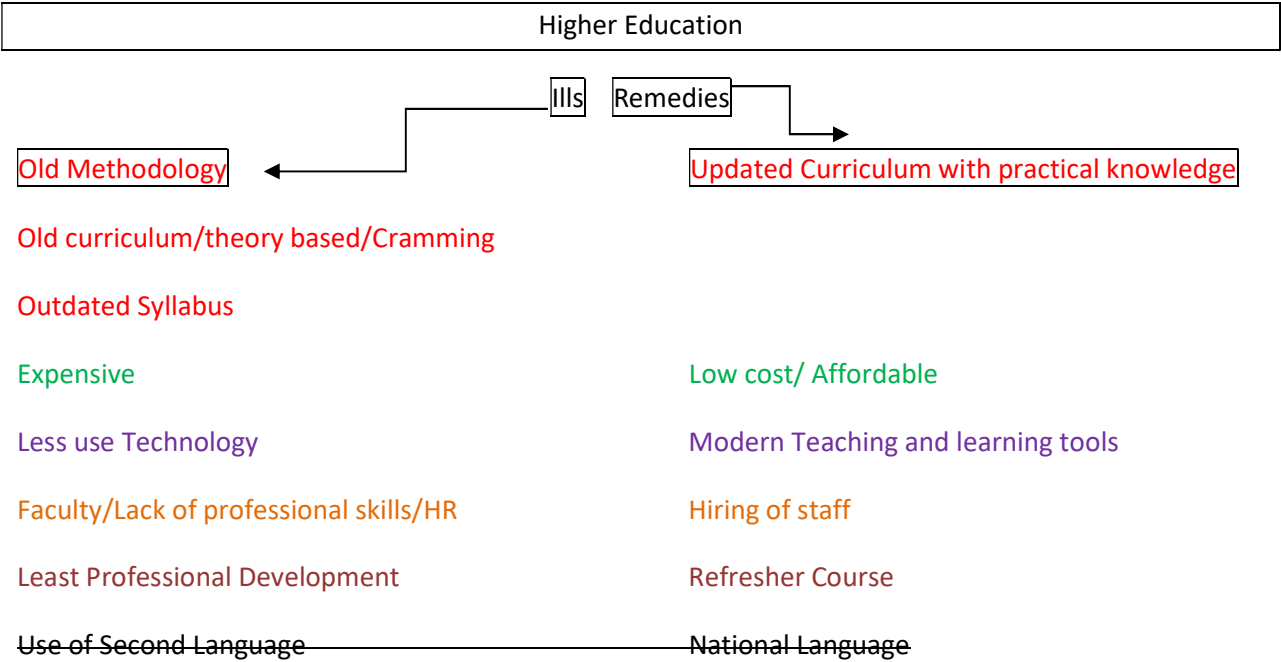 Higher Education
Ills Remedies
Old Methodology Updated Curriculum with practical knowledge
Old curriculum/theory based/Cramming
Outdated Syllabus
Expensive Low cost/ Affordable
Less use Technology Modern Teaching and learning tools
Faculty/Lack of professional skills/HR Hiring of staff
Least Professional Development Refresher Course
Use of Second Language National Language